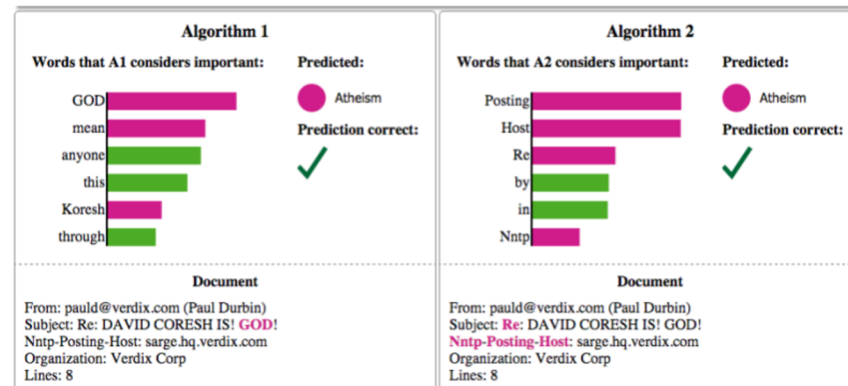 Algorithm 1
Words that A1 considers important:
Predicted:
GOD
mean
anyone
this
Koresh
through
Atheism
Prediction correct:
Document
From: pauld@verdix.com (Paul Durbin)
Subject: Re: DAVID CORESH IS! GOD!
Nntp-Posting-Host: sarge.hq.verdix.com
Organization: Verdix Corp
Lines: 8
Algorithm 2
Words that A2 considers important:
Predicted:
Posting
Host
Re
by
in
Nntp
Atheism
Prediction correct:
Document
From: pauld@verdix.com (Paul Durbin)
Subject: Re: DAVID CORESH IS! GOD!
Nntp-Posting-Host: sarge.hq.verdix.com
Organization: Verdix Corp
Lines: 8